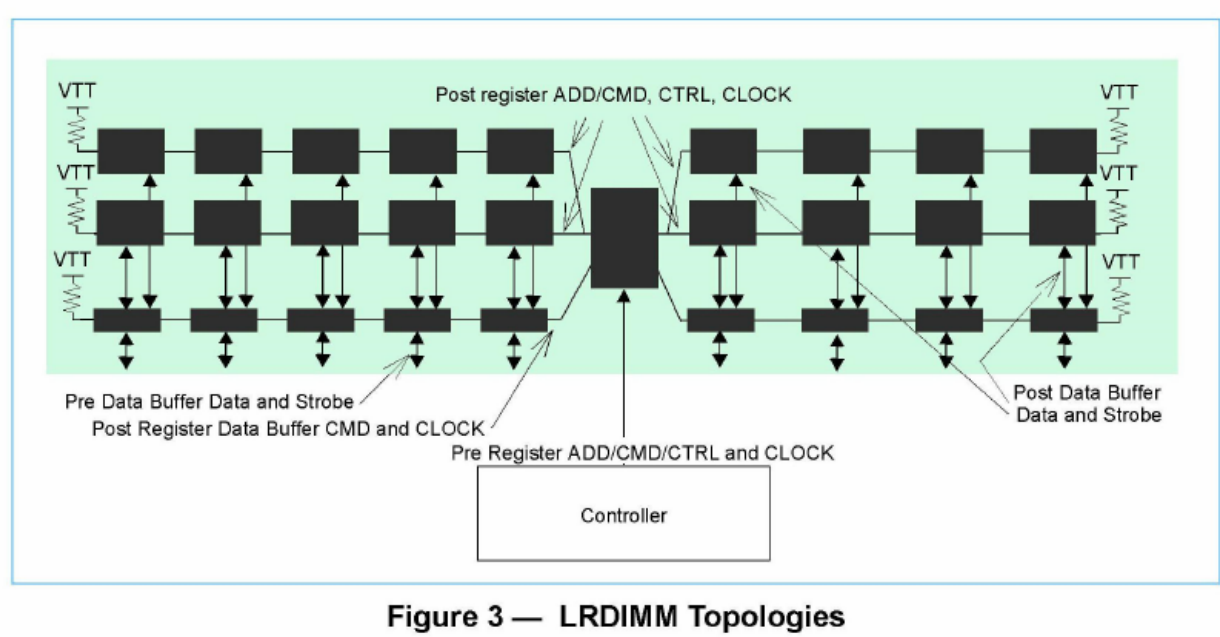 VTT
VTT
Post register ADD/CMD, CTRL, CLOCK
VTT
VTT
VTT
VTT
Pre Data Buffer Data and Strobe
Post Register Data Buffer CMD and CLOCK
Post Data Buffer
Data and Strobe
Pre Register ADD/CMD/CTRL and CLOCK
Controller
Figure 3 — LRDIMM Topologies